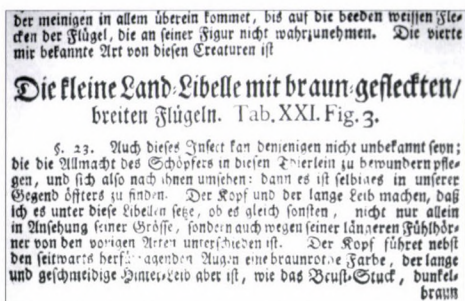 der meinigen in allem überein kommet, bis auf die beeden weissen Fle-
cken der Flügel, die an seiner Figur nicht wahrzunehmen. Die vierte
mir bekannte Art von diesen Creaturen ist
Die kleine Land-Libelle mit braun-gefleckten/
breiten Flügeln. Tab. XXI. Fig. 3.
§. 23. Auch dieses Insect kan denjenigen nicht unbekannt seyn;
die die Allmacht des Schöpfers in diesen Thierlein zu bewundern pfle-
gen, und sich also nach ihnen umsehen: dann es ist selbiges in unserer
Gegend öffters zu finden. Der Kopf und der lange Leib machen, daß
ich es unter diese Libellen setze, ob es gleich sonsten, nicht nur allein
in Ansehung seiner Grösse, sondern auch wegen seiner längeren Fühlhör-
ner von den vorigen Arten unterschieden ist. Der Kopf führet nebst
den seitwarts herfürragenden Augen eine braunrote Farbe, der lange
und geschmeidige Hinter-Leib aber ist, wie das Brust-Stuck, dunkel-
braun